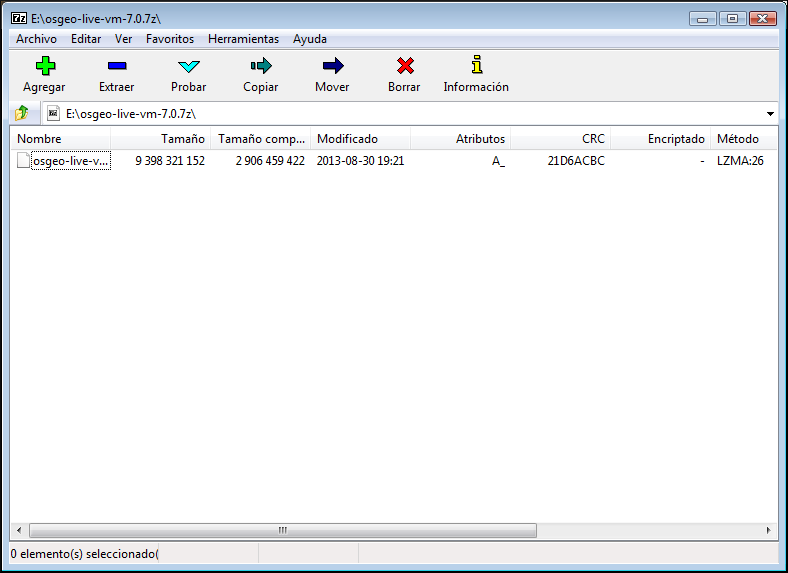 E:\osgeo-live-vm-7.0.7z\
Archivo Editar Ver Favoritos Herramientas Ayuda
Agregar Extraer Probar Copiar Mover Borrar Información
E:\osgeo-live-vm-7.0.7z\
Nombre Tamaño Tamaño comp... Modificado Atributos CRC Encriptado Método
osgeo-live-v... 9 398 321 152 2 906 459 422 2013-08-30 19:21 A_ 21D6ACBC - LZMA:26
0 elemento(s) seleccionado(